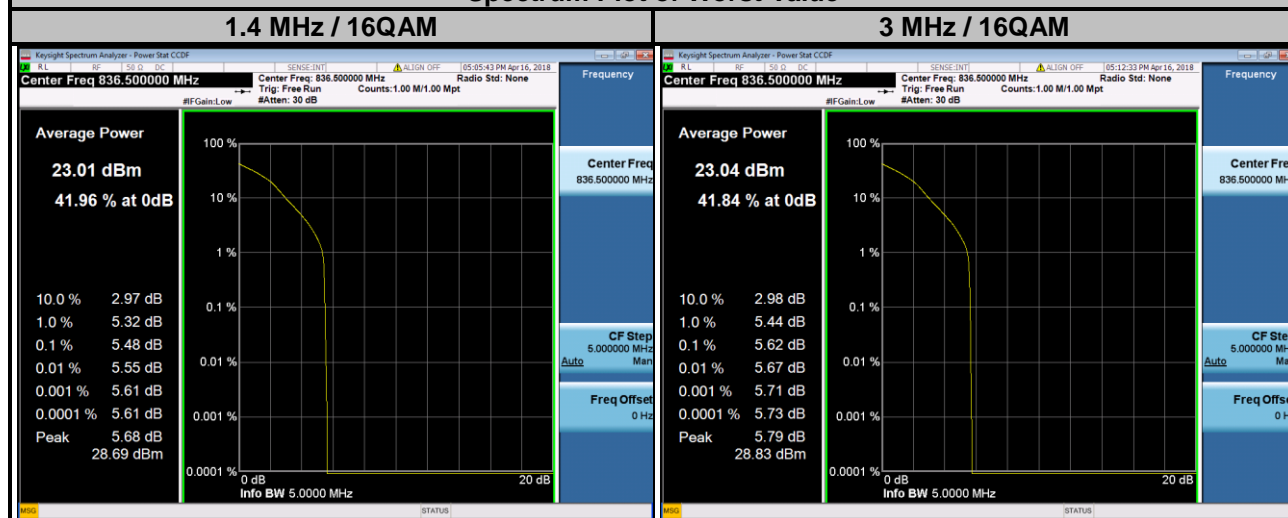 1.4 MHz / 16QAM
3 MHz / 16QAM
Keysight Spectrum Analyzer - Power Stat CCDF
RL RF 50 Ω DC SENSE:INT ALIGN OFF 05:05:43 PM Apr 16, 2018
Center Freq 836.500000 MHz
Center Freq: 836.500000 MHz Radio Std: None
Trig: Free Run Counts:1.00 M/1.00 Mpt
#IFGain:Low #Atten: 30 dB
Frequency
Center Freq
836.500000 MHz
CF Step
5.000000 MHz
Auto Man
Freq Offset
0 Hz
Average Power
23.01 dBm
41.96 % at 0dB
10.0 % 2.97 dB
1.0 % 5.32 dB
0.1 % 5.48 dB
0.01 % 5.55 dB
0.001 % 5.61 dB
0.0001 % 5.61 dB
Peak 5.68 dB
28.69 dBm
100 %
10 %
1 %
0.1 %
0.01 %
0.001 %
0.0001 %
0 dB 20 dB
Info BW 5.0000 MHz
MSG STATUS
Keysight Spectrum Analyzer - Power Stat CCDF
RL RF 50 Ω DC SENSE:INT ALIGN OFF 05:12:33 PM Apr 16, 2018
Center Freq 836.500000 MHz
Center Freq: 836.500000 MHz Radio Std: None
Trig: Free Run Counts:1.00 M/1.00 Mpt
#IFGain:Low #Atten: 30 dB
Frequency
Center Fre
836.500000 MH
CF Ste
5.000000 MH
Auto Ma
Freq Offs
0 H
Average Power
23.04 dBm
41.84 % at 0dB
10.0 % 2.98 dB
1.0 % 5.44 dB
0.1 % 5.62 dB
0.01 % 5.67 dB
0.001 % 5.71 dB
0.0001 % 5.73 dB
Peak 5.79 dB
28.83 dBm
100 %
10 %
1 %
0.1 %
0.01 %
0.001 %
0.0001 %
0 dB 20 dB
Info BW 5.0000 MHz
MSG STATUS